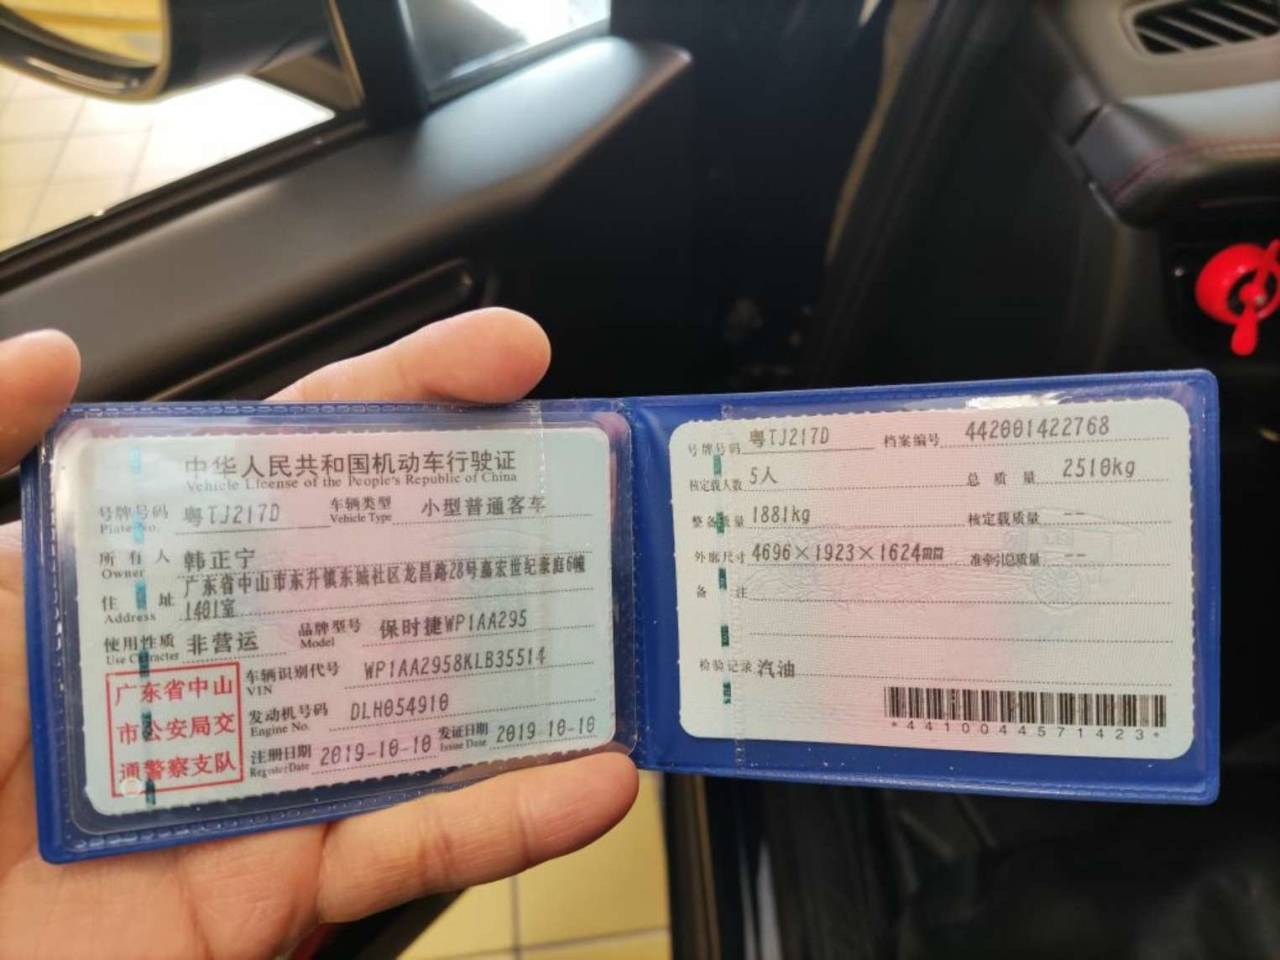 中华人民共和国机动车行驶证
Vehicle License of the People's Republic of China
号牌号码 粤TJ217D 车辆类型 小型普通客车
Plate No. Vehicle Type
所有人 韩正宁
Owner
住址 广东省中山市东升镇东城社区龙昌路28号嘉宏世纪豪庭6幢
Address 1401室
使用性质 非营运 品牌型号 保时捷WP1AA295
Use Character Model
广东省中山
市公安局交
通警察支队
车辆识别代号 WP1AA2958KLB35514
VIN
发动机号码 DLH054910
Engine No.
注册日期 2019-10-10 发证日期 2019-10-10
Register Date Issue Date
号牌号码 粤TJ217D 档案编号 442001422768
核定载人数 5人 总质量 2510kg
整备质量 1881kg 核定载质量 --
外廓尺寸 4696×1923×1624mm 准牵引总质量 --
备注
检验记录 汽油
*4410044571423*